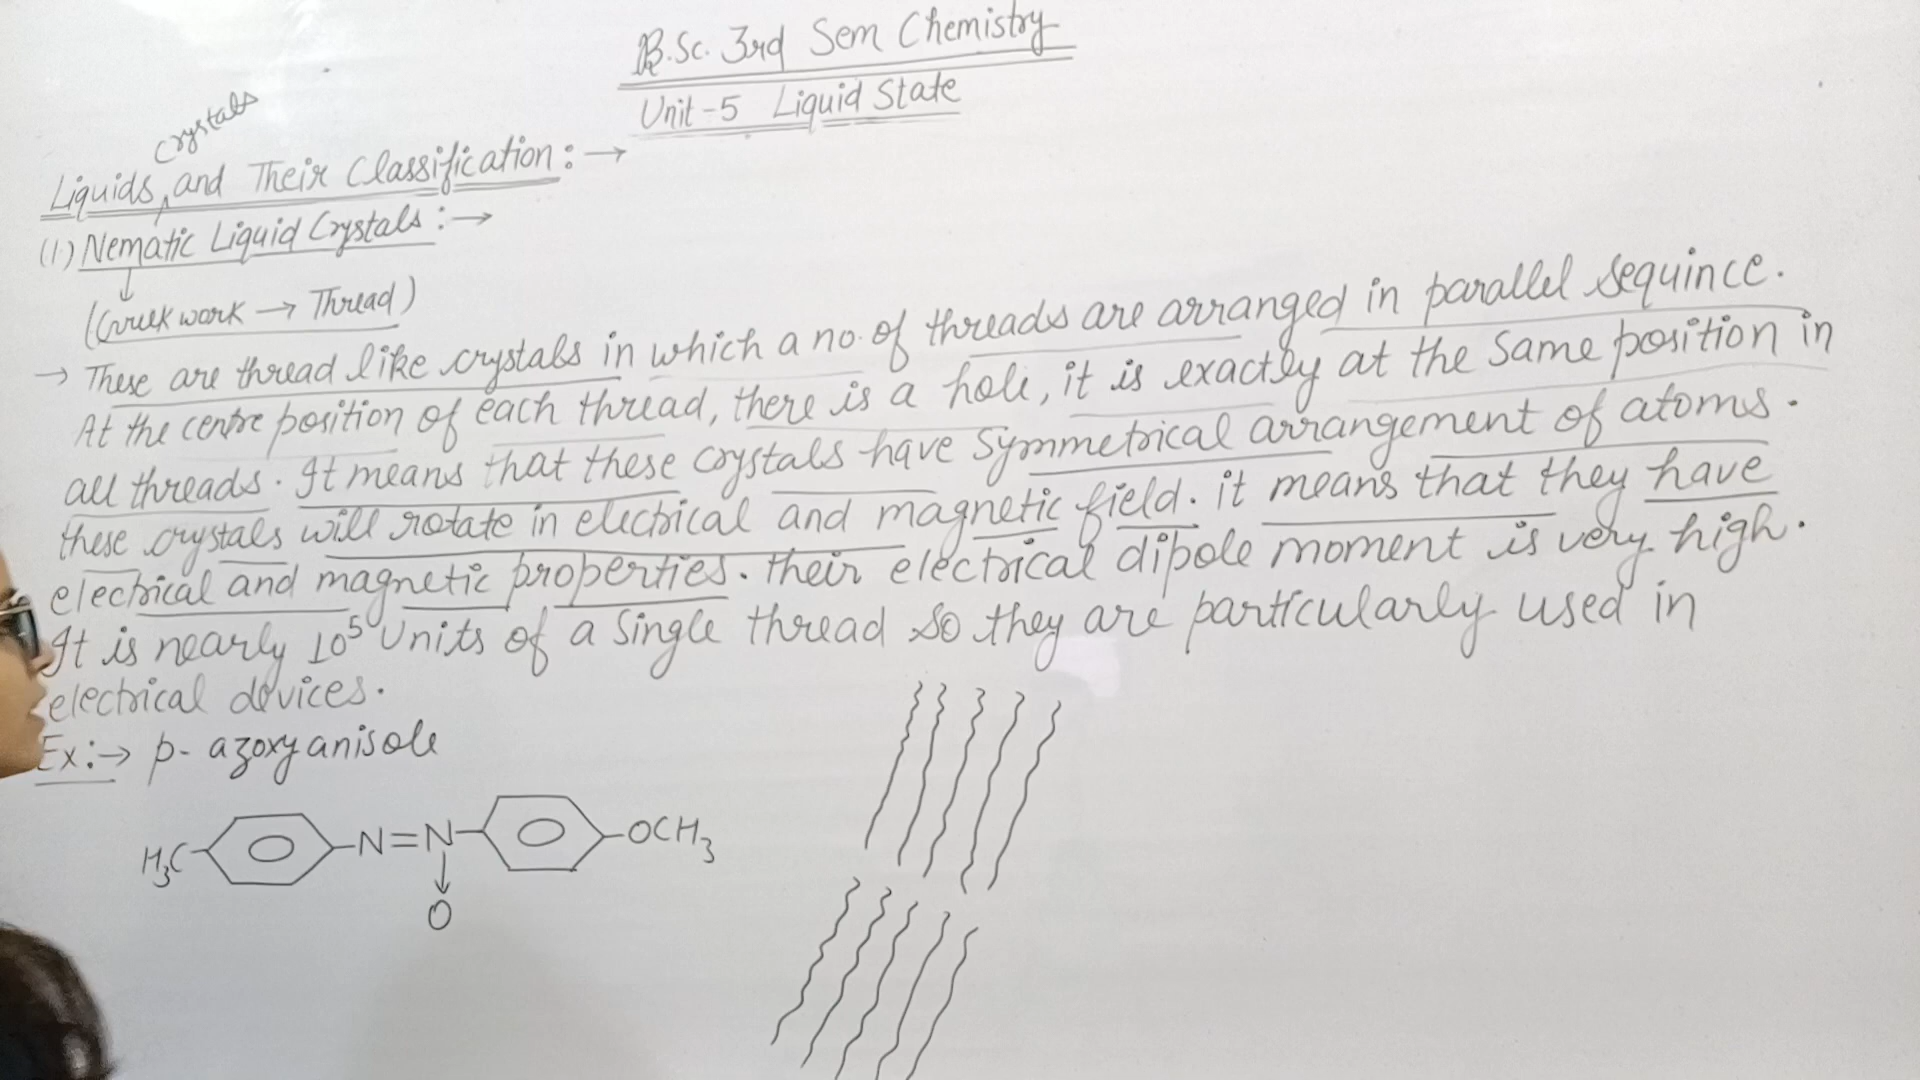 B.Sc. 3rd Sem Chemistry
Unit-5 Liquid State
Crystals
Liquids, and Their Classification :→
(1.) Nematic Liquid Crystals :→
(Greek work → Thread)
→ These are thread like crystals in which a no. of threads are arranged in parallel sequince.
At the centre position of each thread, there is a hole, it is exactly at the same position in
all threads. It means that these crystals have symmetrical arrangement of atoms.
these crystals will rotate in electrical and magnetic field. it means that they have
electrical and magnetic properties. their electrical dipole moment is very high.
It is nearly 10⁵ Units of a single thread so they are particularly used in
electrical devices.
Ex:→ p- azoxyanisole
H₃C N=N OCH₃
↓
O